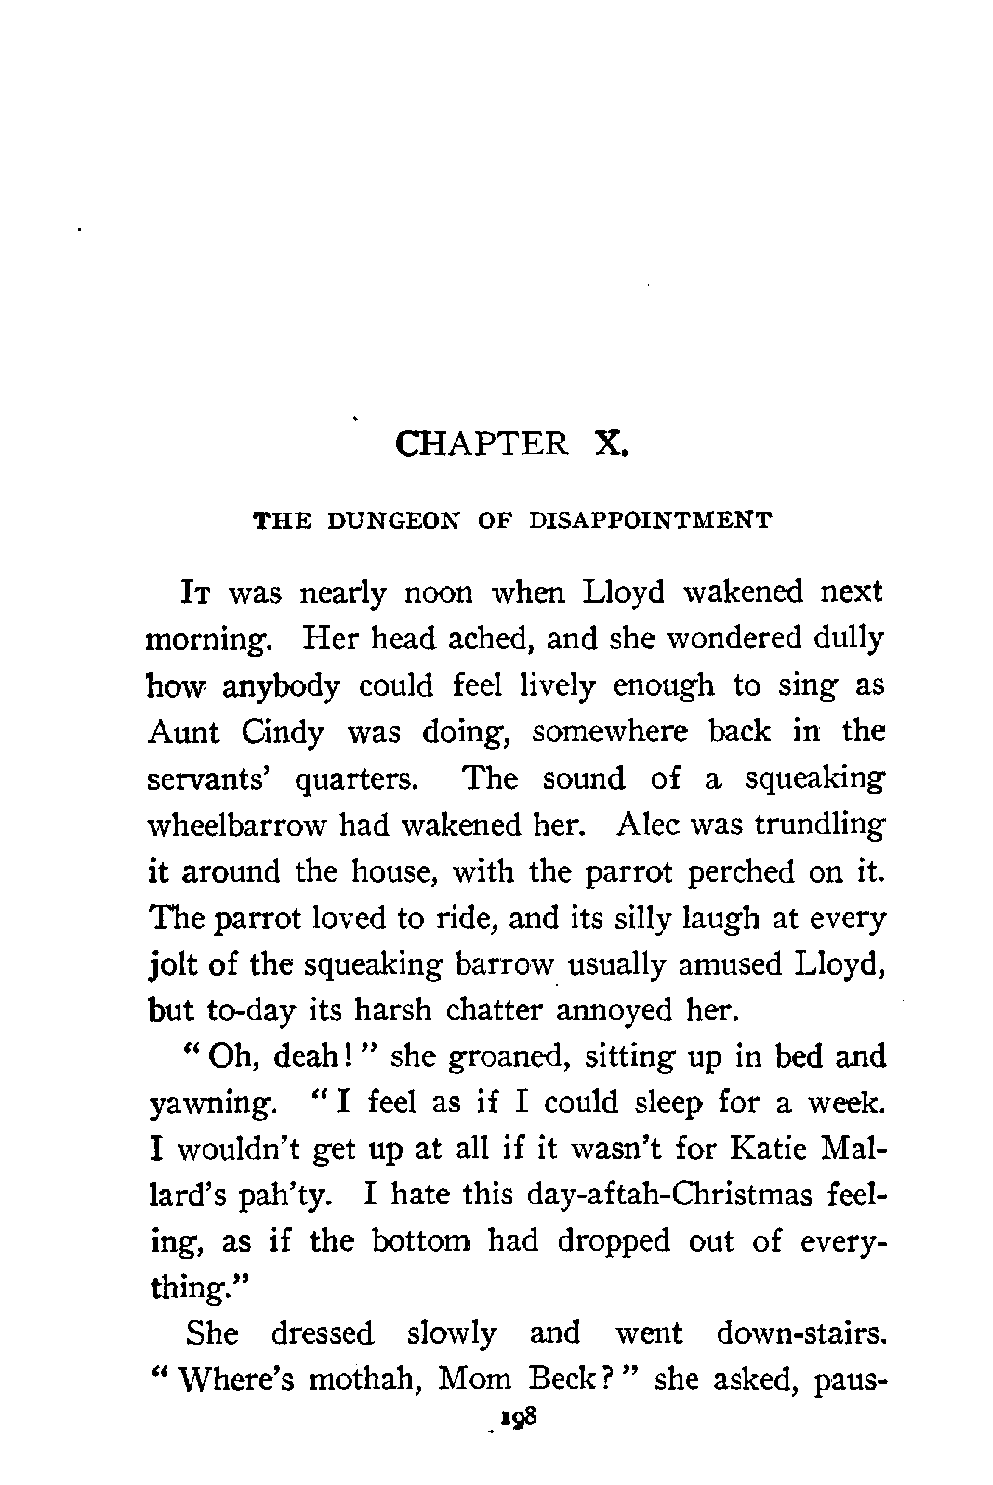 CHAPTER X.
THE DUNGEON OF DISAPPOINTMENT
IT was nearly noon when Lloyd wakened next
morning. Her head ached, and she wondered dully
how anybody could feel lively enough to sing as
Aunt Cindy was doing, somewhere back in the
servants' quarters. The sound of a squeaking
wheelbarrow had wakened her. Alec was trundling
it around the house, with the parrot perched on it.
The parrot loved to ride, and its silly laugh at every
jolt of the squeaking barrow usually amused Lloyd,
but to-day its harsh chatter annoyed her.
" Oh, deah! " she groaned, sitting up in bed and
yawning. " I feel as if I could sleep for a week.
I wouldn't get up at all if it wasn't for Katie Mal-
lard's pah'ty. I hate this day-aftah-Christmas feel-
ing, as if the bottom had dropped out of every-
thing."
She dressed slowly and went down-stairs.
" Where's mothah, Mom Beck? " she asked, paus-
198